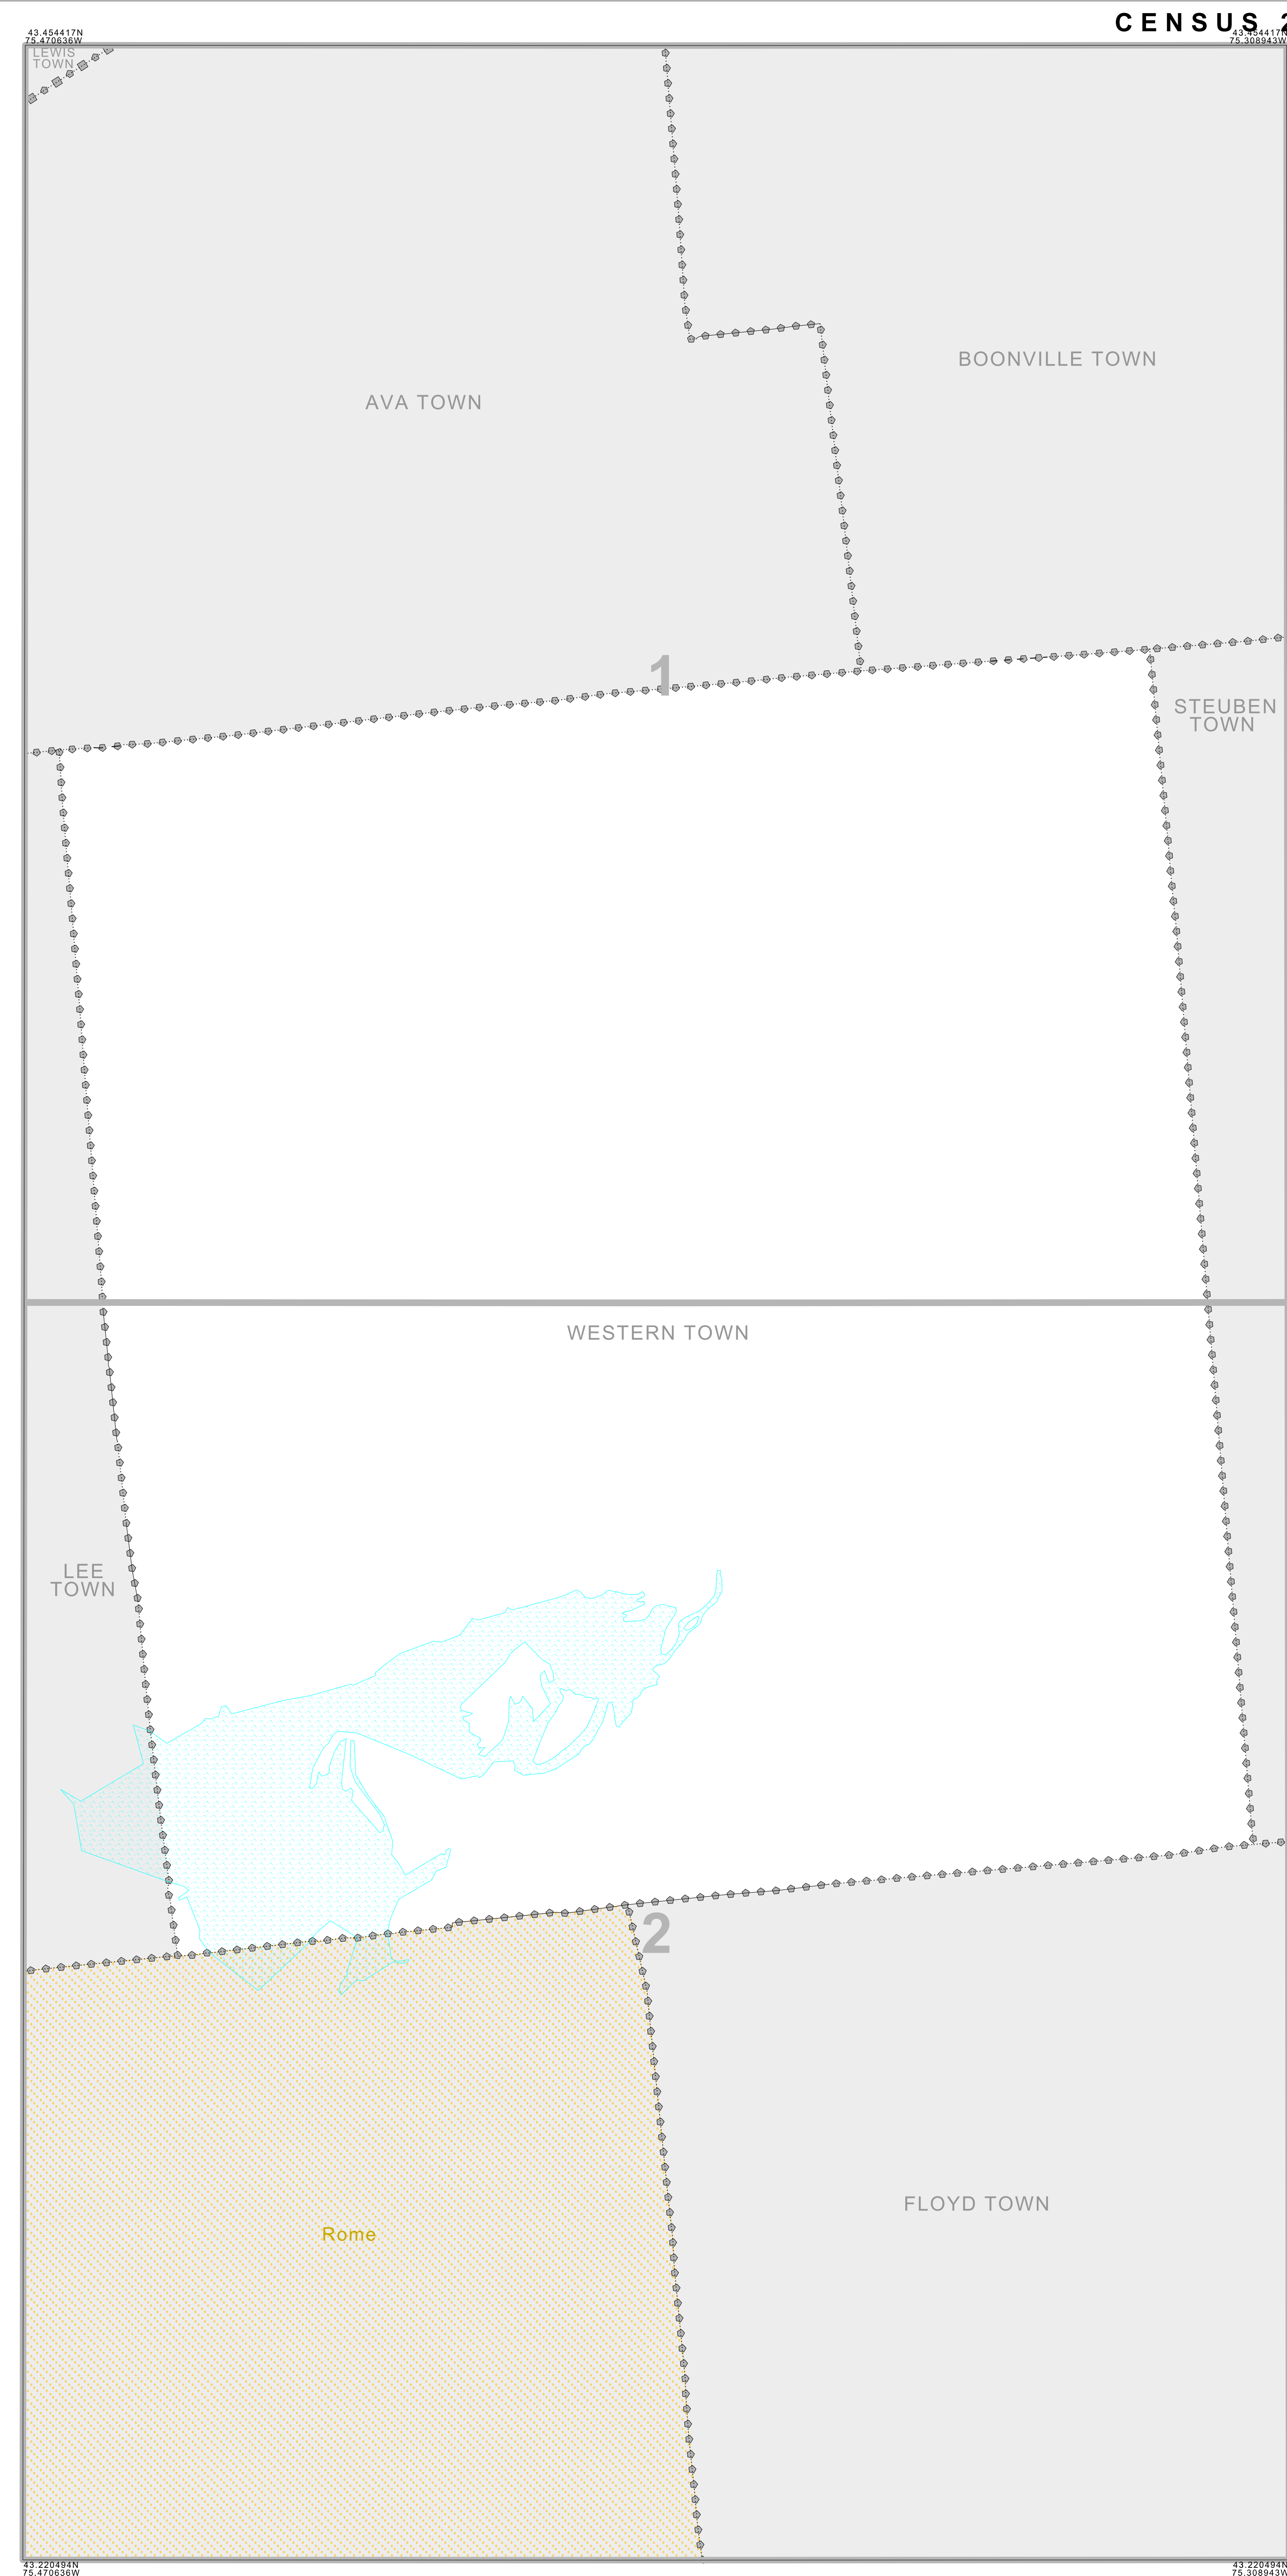 CENSUS 2
43.454417N
75.470636W
43.454417N
75.308943W
LEWIS
TOWN
BOONVILLE TOWN
AVA TOWN
1
STEUBEN
TOWN
WESTERN TOWN
LEE
TOWN
2
FLOYD TOWN
Rome
43.220494N
75.470636W
43.220494N
75.308943W